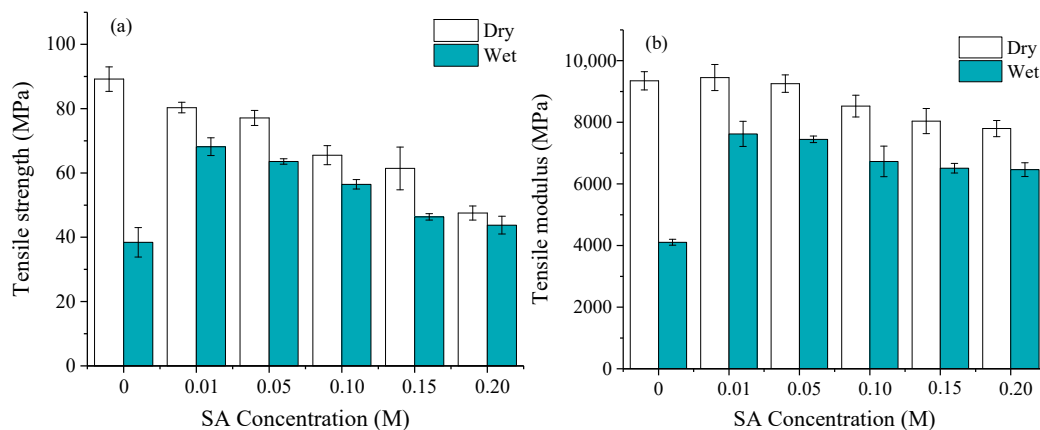 (a)
Dry
Wet
100
80
60
40
20
0
Tensile strength (MPa)
0 0.01 0.05 0.10 0.15 0.20
SA Concentration (M)
(b)
Dry
Wet
10,000
8000
6000
4000
2000
0
Tensile modulus (MPa)
0 0.01 0.05 0.10 0.15 0.20
SA Concentration (M)